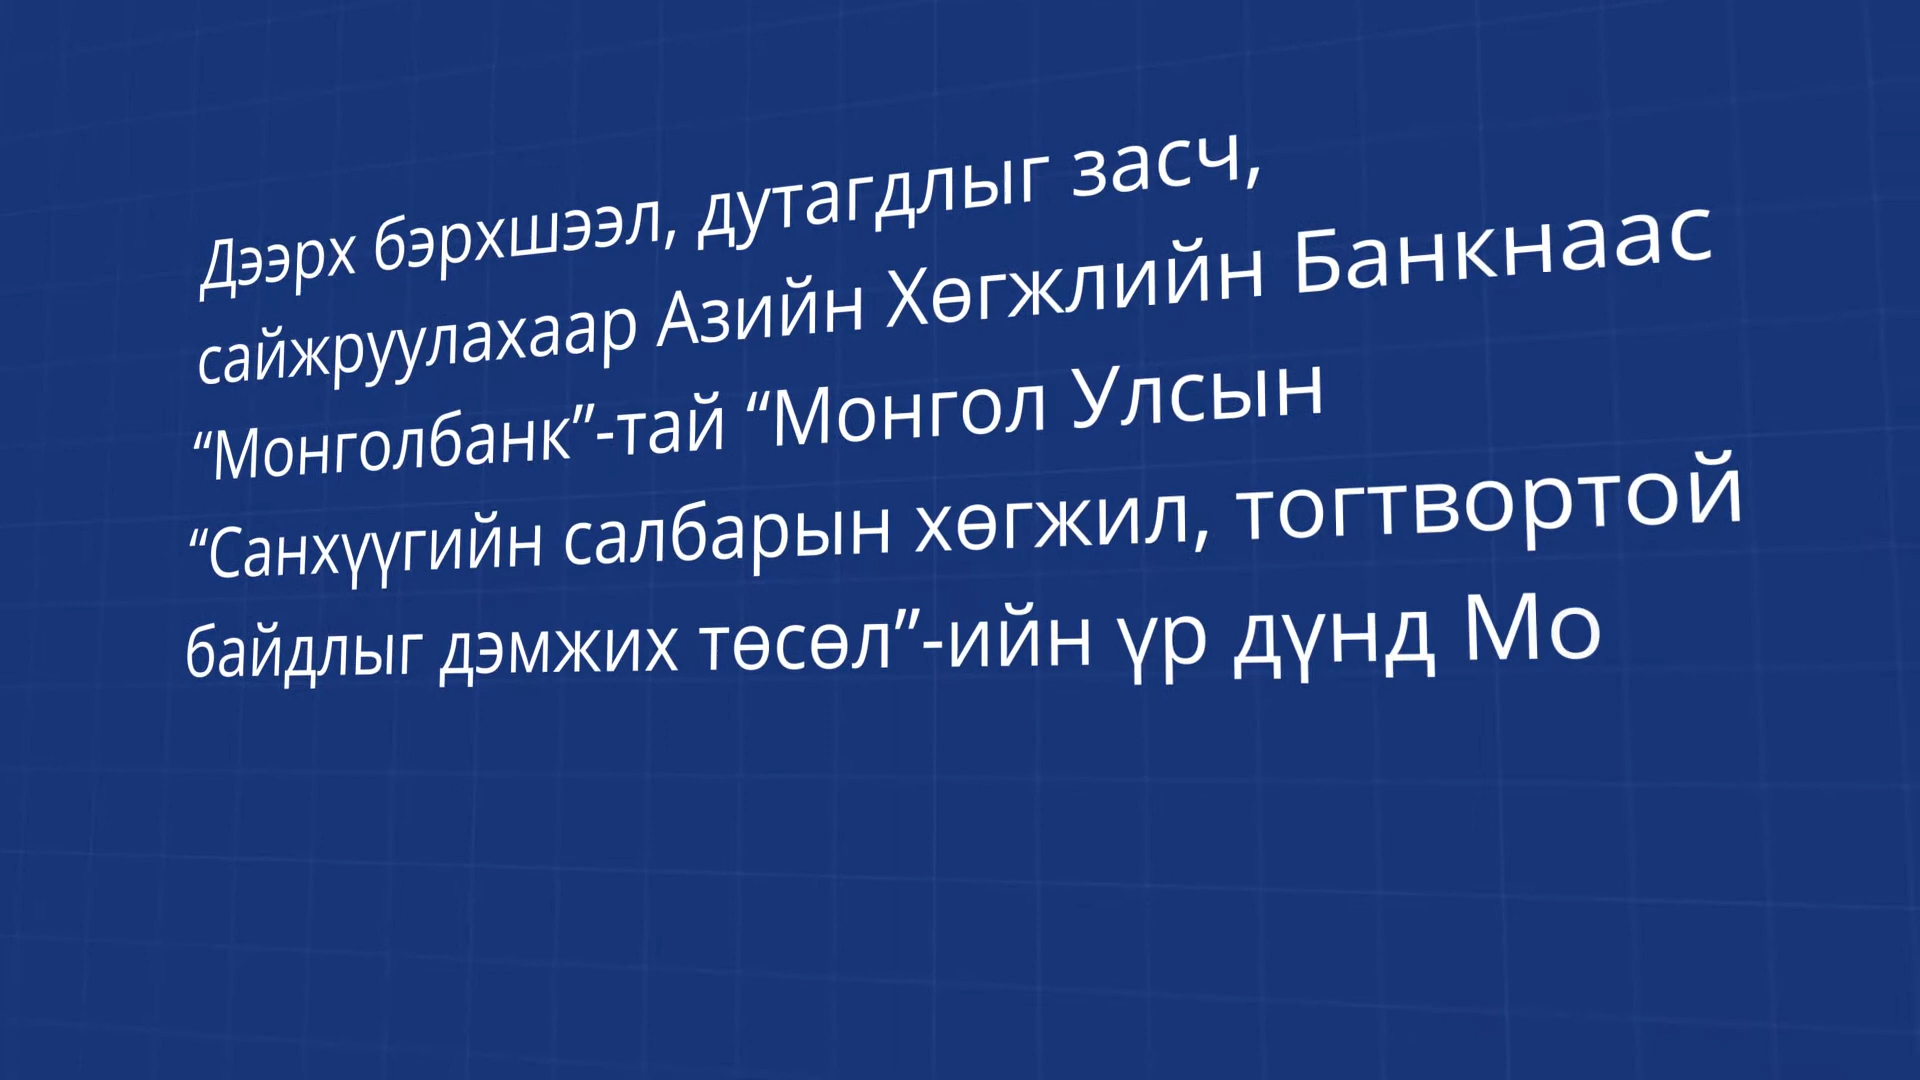 Дээрх бэрхшээл, дутагдлыг засч,
сайжруулахаар Азийн Хөгжлийн Банкнаас
“Монголбанк”-тай “Монгол Улсын
“Санхүүгийн салбарын хөгжил, тогтвортой
байдлыг дэмжих төсөл”-ийн үр дүнд Мо